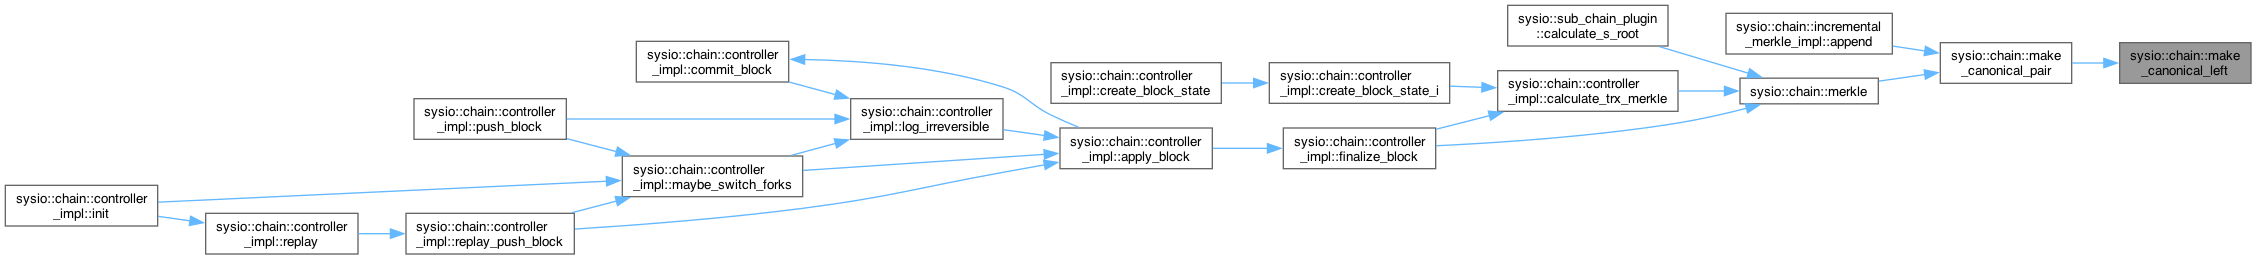 sysio::chain::controller
_impl::init
sysio::chain::controller
_impl::replay
sysio::chain::controller
_impl::push_block
sysio::chain::controller
_impl::replay_push_block
sysio::chain::controller
_impl::commit_block
sysio::chain::controller
_impl::maybe_switch_forks
sysio::chain::controller
_impl::log_irreversible
sysio::chain::controller
_impl::create_block_state
sysio::chain::controller
_impl::apply_block
sysio::chain::controller
_impl::create_block_state_i
sysio::chain::controller
_impl::finalize_block
sysio::sub_chain_plugin
::calculate_s_root
sysio::chain::controller
_impl::calculate_trx_merkle
sysio::chain::incremental
_merkle_impl::append
sysio::chain::merkle
sysio::chain::make
_canonical_pair
sysio::chain::make
_canonical_left